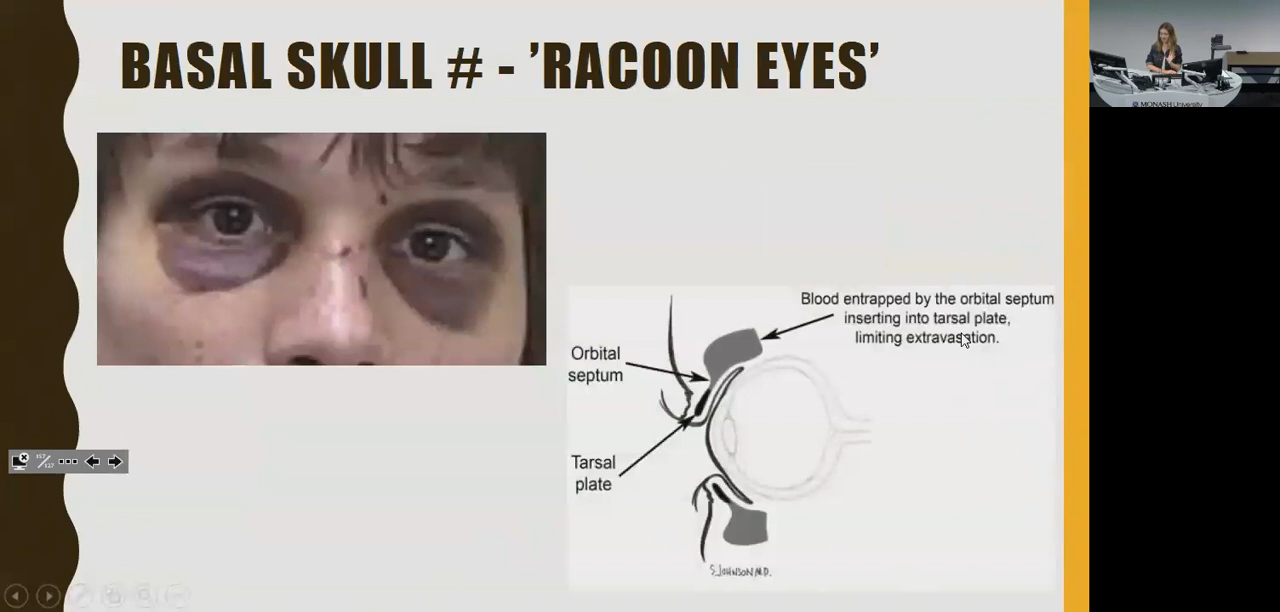 BASAL SKULL # - ’RACOON EYES’
MONASH University
Blood entrapped by the orbital septum
inserting into tarsal plate,
limiting extravasation.
Orbital
septum
Tarsal
plate
S. JOHNSON M.D.